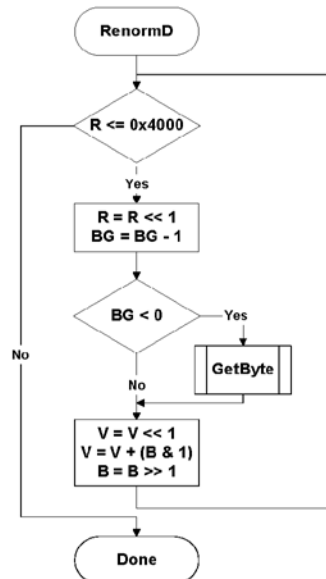 RenormD
R <= 0x4000
Yes
R = R << 1
BG = BG - 1
BG < 0
Yes
No
GetByte
No
V = V << 1
V = V + (B & 1)
B = B >> 1
Done